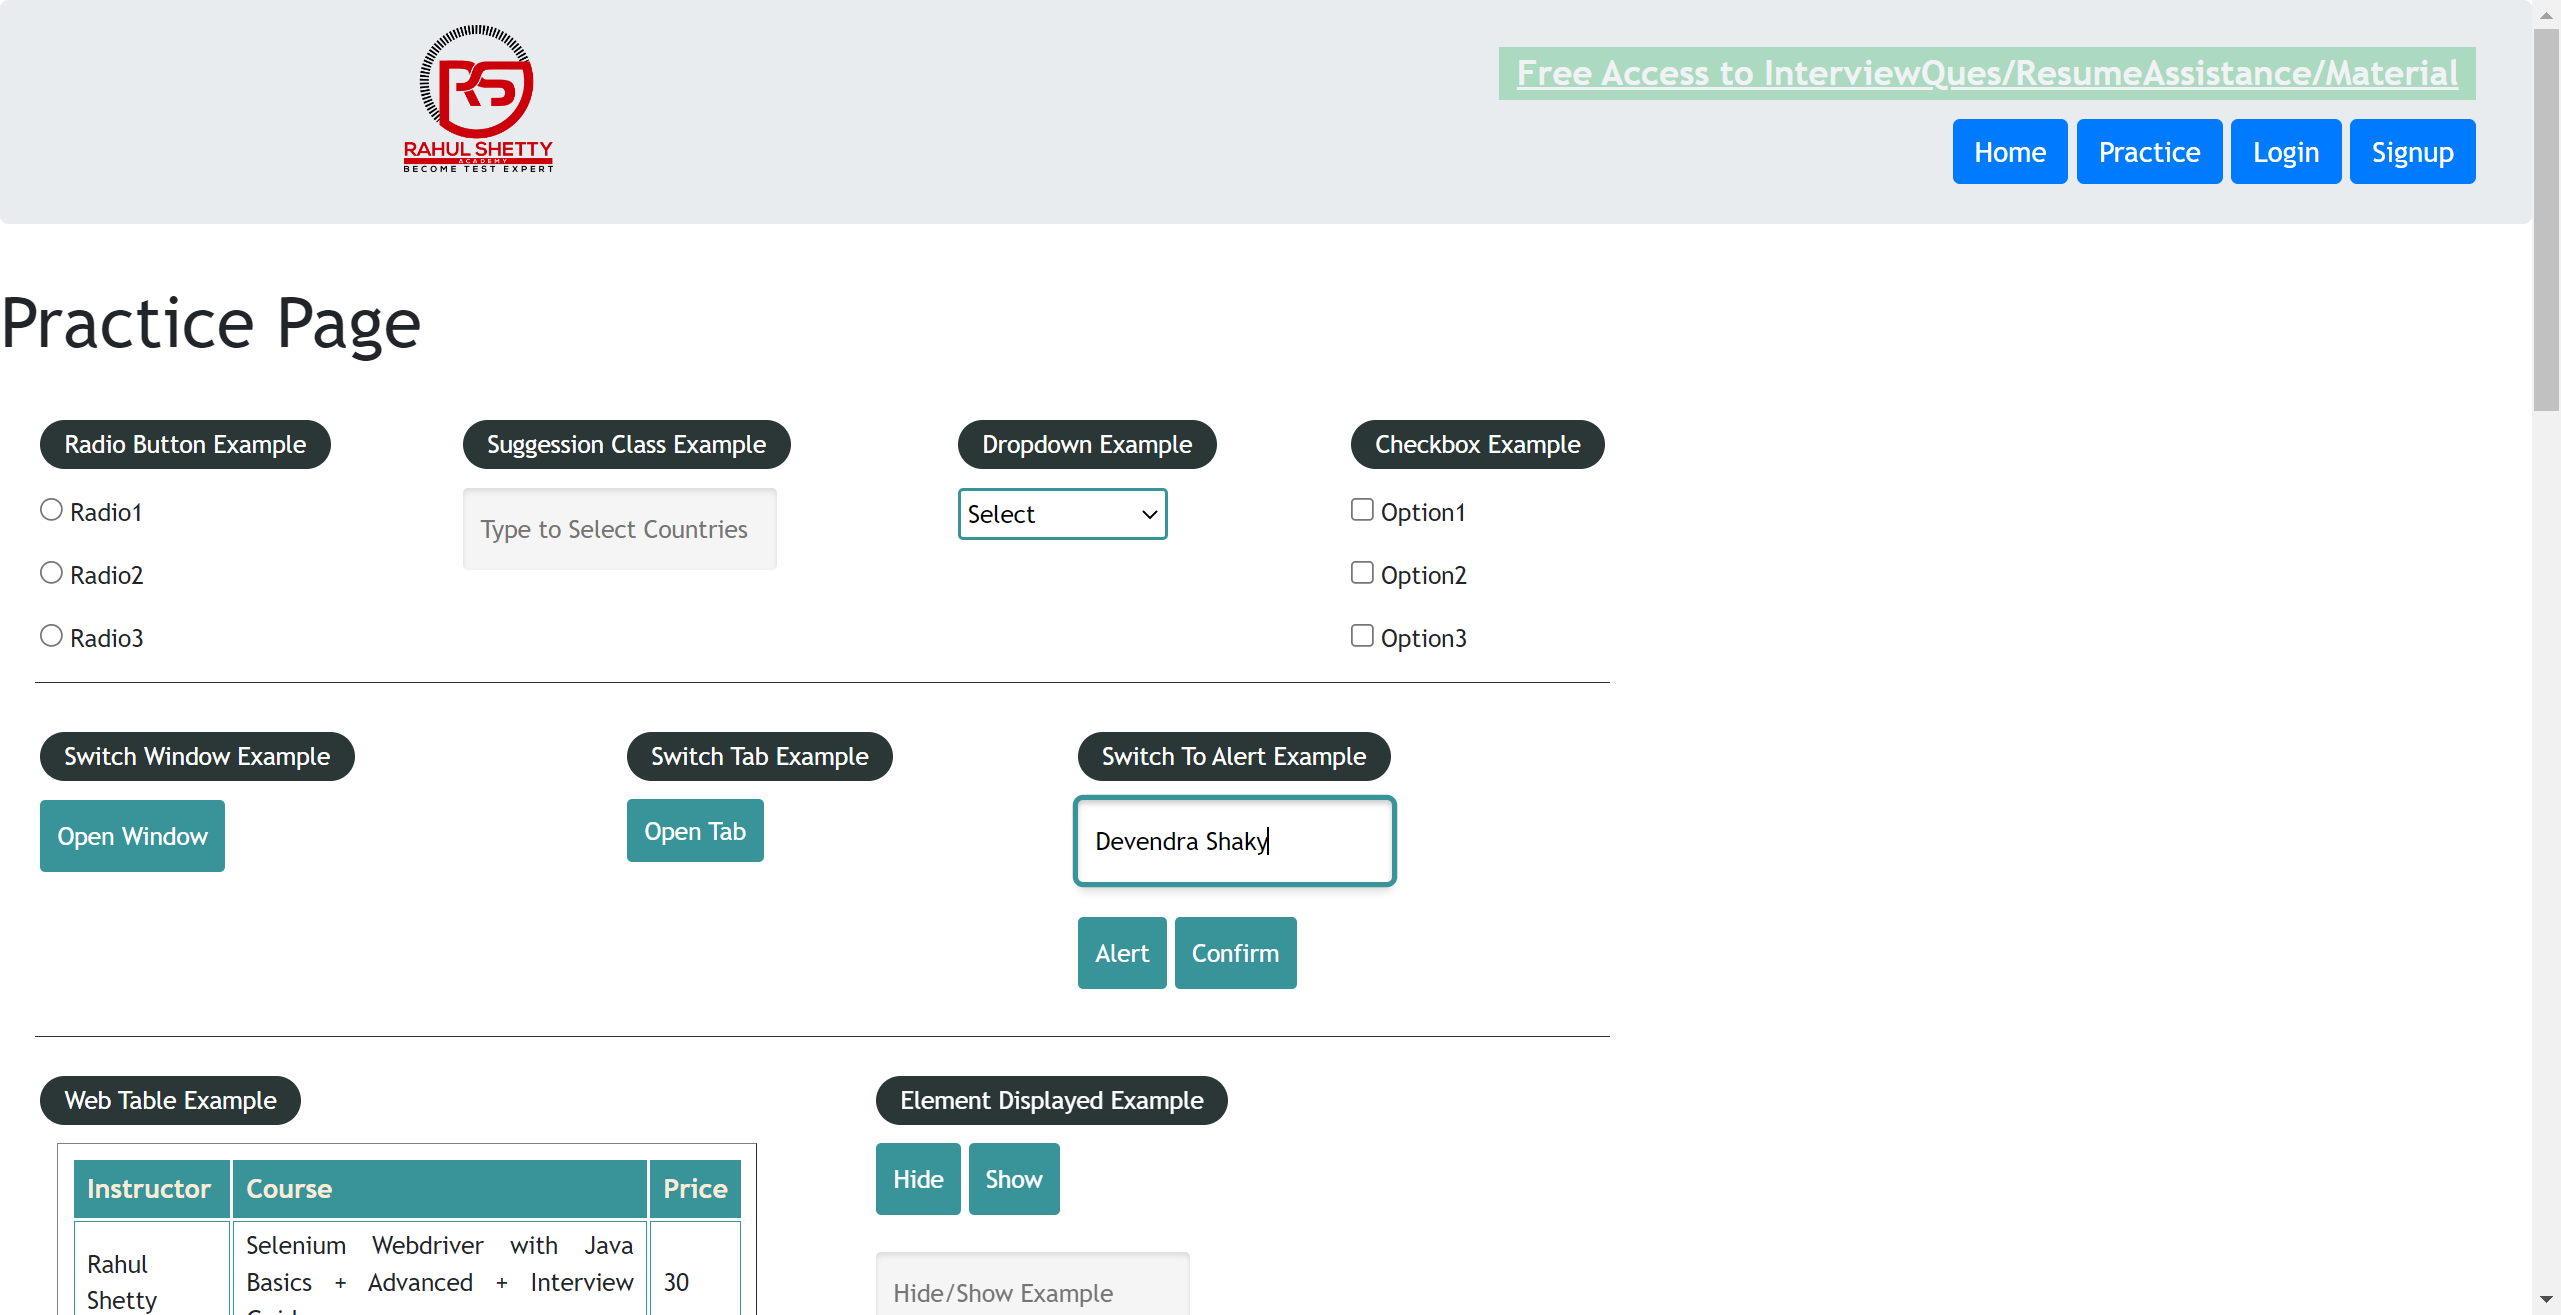 RAHUL SHETTY
ACADEMY
BECOME TEST EXPERT
Free Access to InterviewQues/ResumeAssistance/Material
Home Practice Login Signup
Practice Page
Radio Button Example
Radio1
Radio2
Radio3
Suggession Class Example
Type to Select Countries
Dropdown Example
Select
Checkbox Example
Option1
Option2
Option3
Switch Window Example
Open Window
Switch Tab Example
Open Tab
Switch To Alert Example
Devendra Shaky
Alert Confirm
Web Table Example
Instructor Course Price
Rahul Shetty
Selenium Webdriver with Java
Basics + Advanced + Interview
30
Element Displayed Example
Hide Show
Hide/Show Example